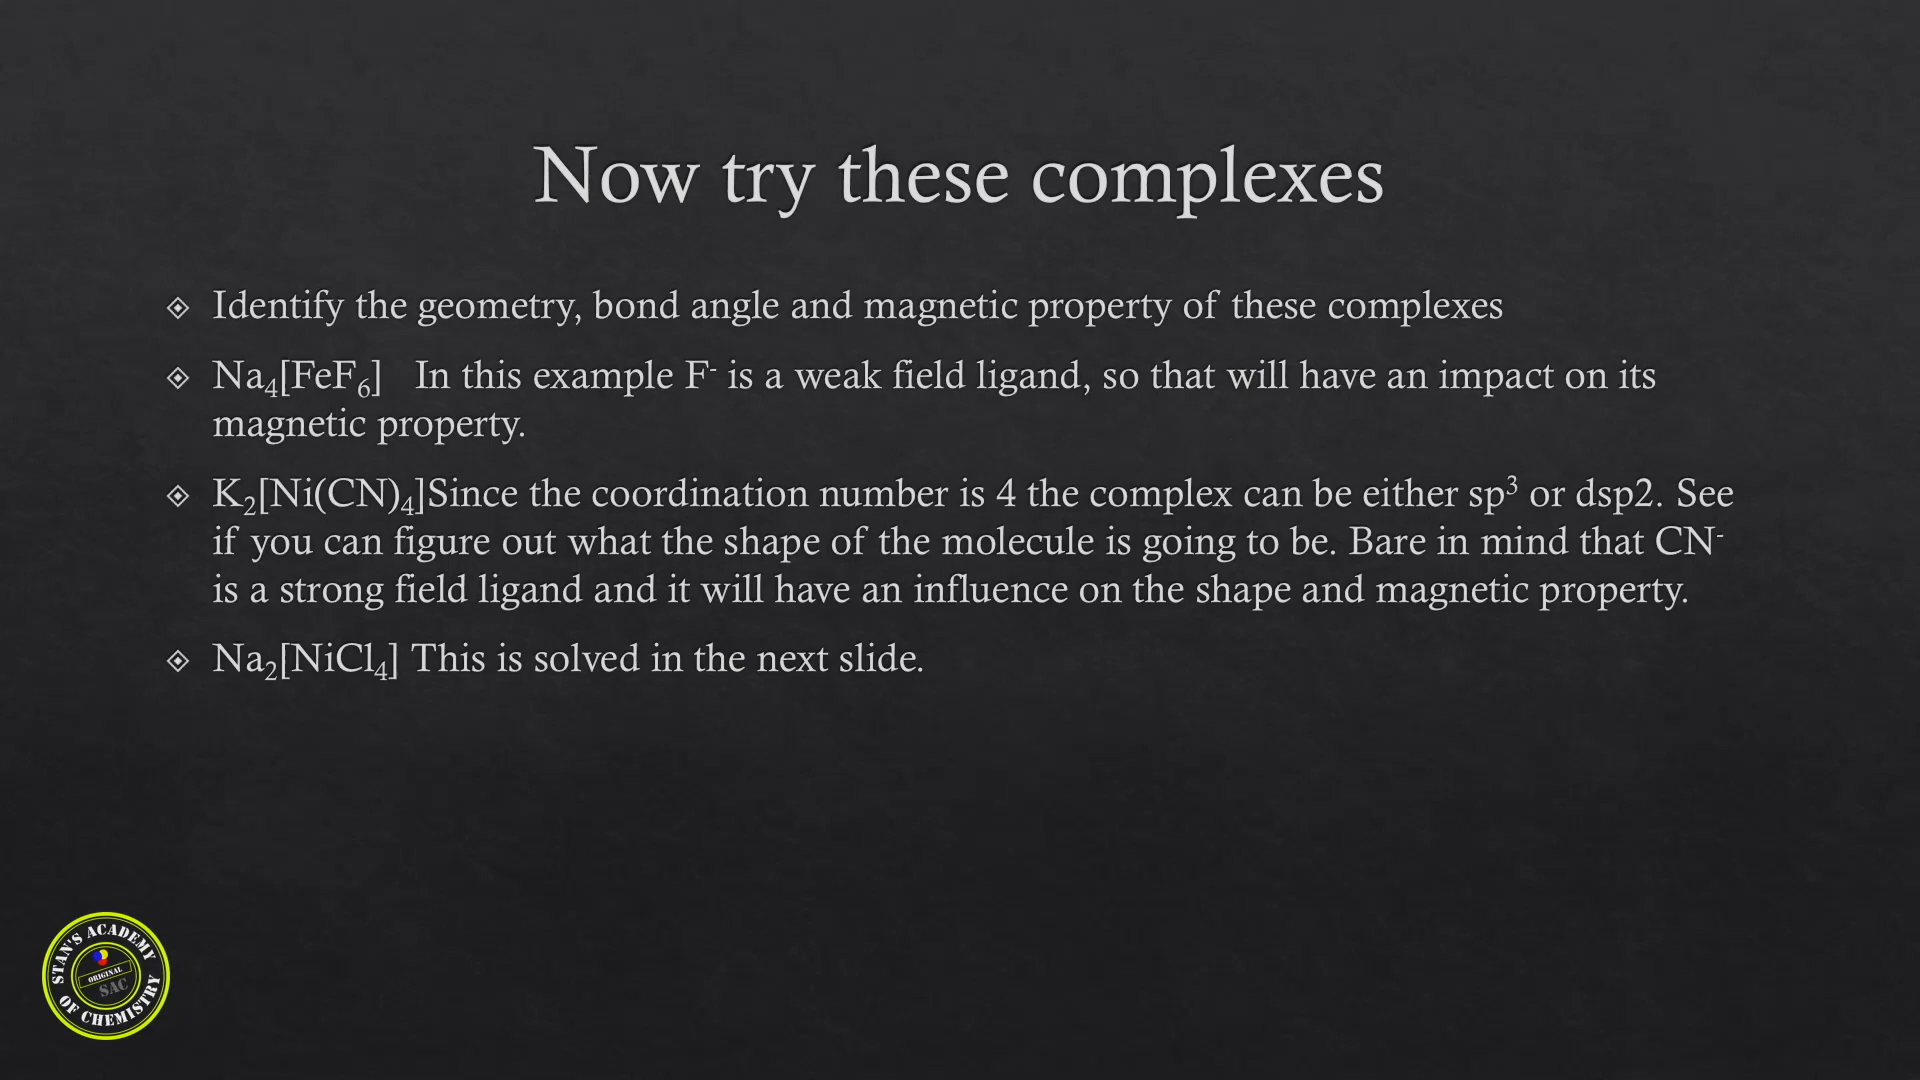 Now try these complexes
Identify the geometry, bond angle and magnetic property of these complexes
Na₄[FeF₆] In this example F⁻ is a weak field ligand, so that will have an impact on its
magnetic property.
K₂[Ni(CN)₄]Since the coordination number is 4 the complex can be either sp³ or dsp2. See
if you can figure out what the shape of the molecule is going to be. Bare in mind that CN⁻
is a strong field ligand and it will have an influence on the shape and magnetic property.
Na₂[NiCl₄] This is solved in the next slide.
STAN'S ACADEMY
ORIGINAL
SAC
OF CHEMISTRY